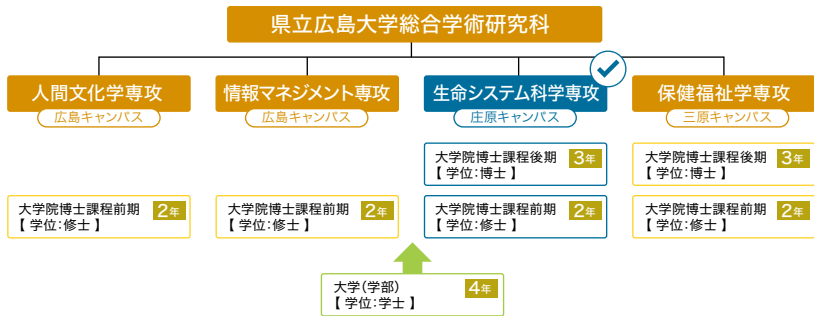 県立広島大学総合学術研究科
人間文化学専攻
広島キャンパス
情報マネジメント専攻
広島キャンパス
生命システム科学専攻
庄原キャンパス
保健福祉学専攻
三原キャンパス
大学院博士課程後期 3年
【 学位:博士 】
大学院博士課程後期 3年
【 学位:博士 】
大学院博士課程前期 2年
【 学位:修士 】
大学院博士課程前期 2年
【 学位:修士 】
大学院博士課程前期 2年
【 学位:修士 】
大学院博士課程前期 2年
【 学位:修士 】
大学(学部) 4年
【 学位:学士 】